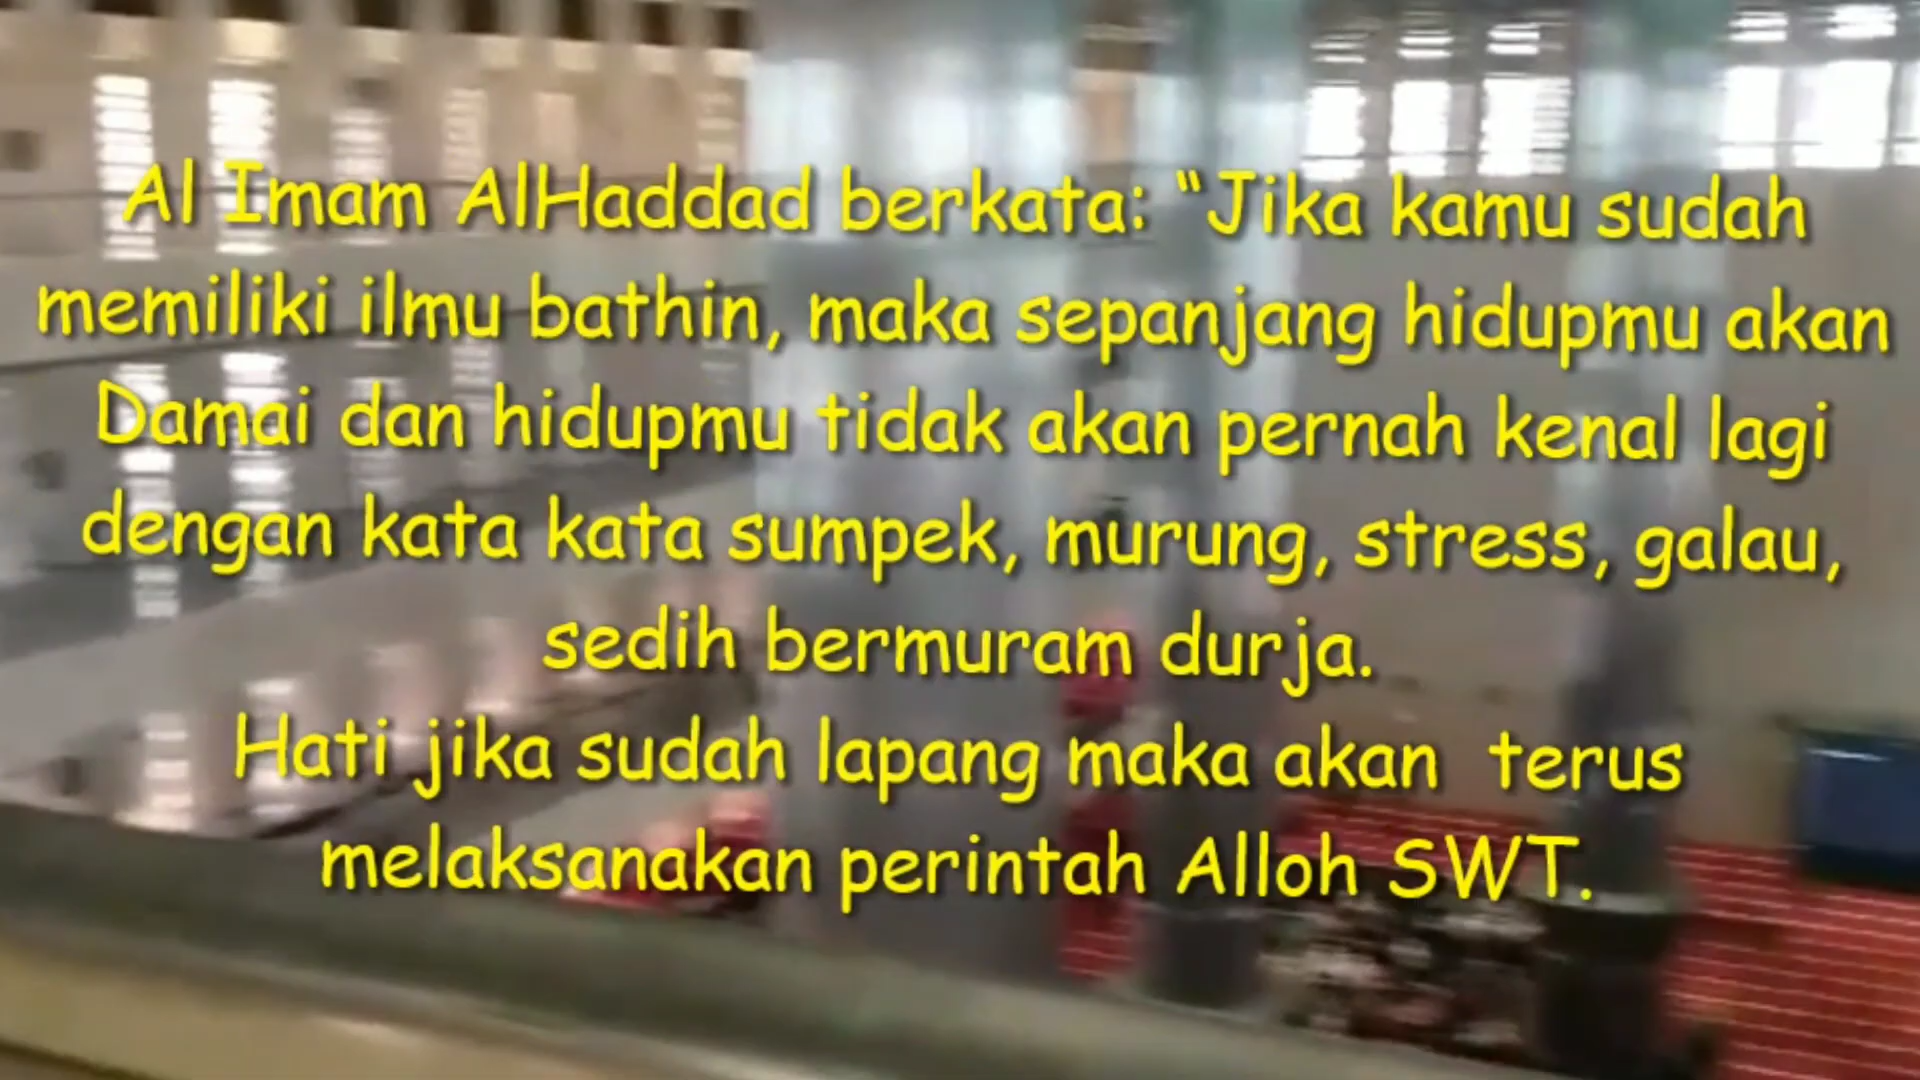 Al Imam AlHaddad berkata: “Jika kamu sudah
memiliki ilmu bathin, maka sepanjang hidupmu akan
Damai dan hidupmu tidak akan pernah kenal lagi
dengan kata kata sumpek, murung, stress, galau,
sedih bermuram durja.
Hati jika sudah lapang maka akan  terus
melaksanakan perintah Alloh SWT.